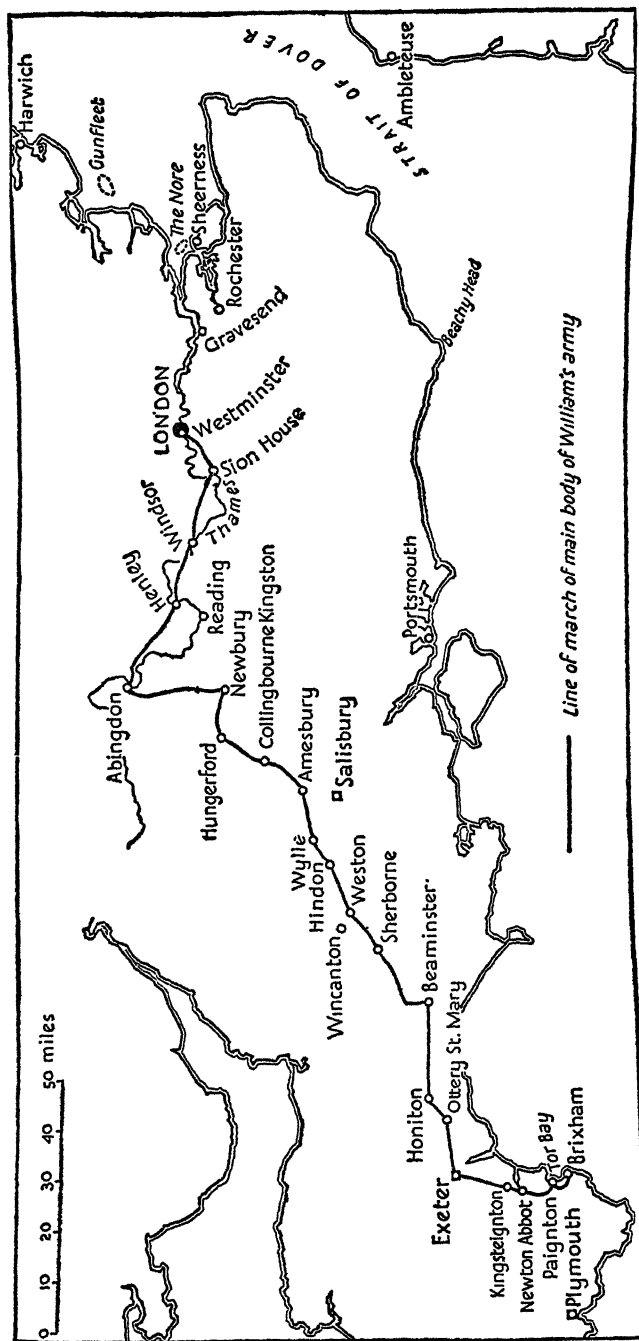 0 10 20 30 40 50 miles
Harwich
Gunfleet
The Nore
Sheerness
Rochester
Gravesend
LONDON
Westminster
Sion House
Thames
Windsor
Henley
Reading
Abingdon
Newbury
Hungerford
Collingbourne Kingston
Amesbury
Salisbury
Wylle
Hindon
Weston
Wincanton
Sherborne
Beaminster
Honiton
Ottery St. Mary
Exeter
Kingsteignton
Newton Abbot
Paignton
Tor Bay
Brixham
Plymouth
Portsmouth
Beachy Head
STRAIT OF DOVER
Ambleteuse
Line of march of main body of William's army